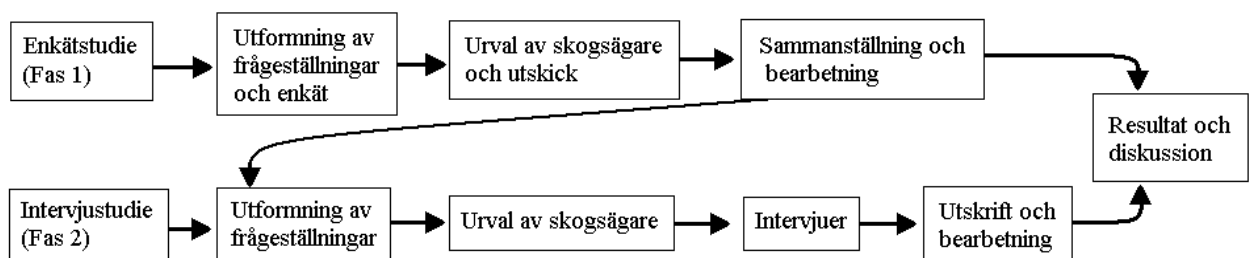 Enkätstudie
(Fas 1)
Utformning av
frågeställningar
och enkät
Urval av skogsägare
och utskick
Sammanställning och
bearbetning
Resultat och
diskussion
Intervjustudie
(Fas 2)
Utformning av
frågeställningar
Urval av skogsägare
Intervjuer
Utskrift och
bearbetning